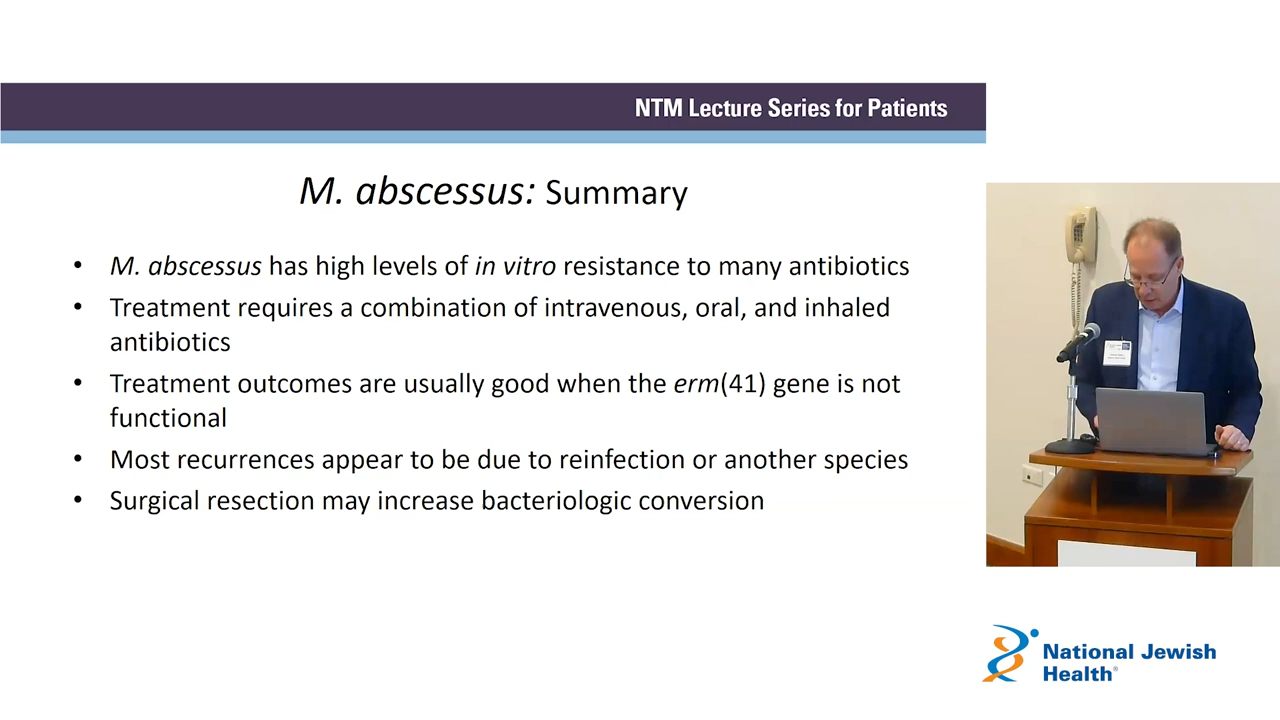 NTM Lecture Series for Patients
M. abscessus: Summary
• M. abscessus has high levels of in vitro resistance to many antibiotics
• Treatment requires a combination of intravenous, oral, and inhaled
antibiotics
• Treatment outcomes are usually good when the erm(41) gene is not
functional
• Most recurrences appear to be due to reinfection or another species
• Surgical resection may increase bacteriologic conversion
National Jewish
Health®